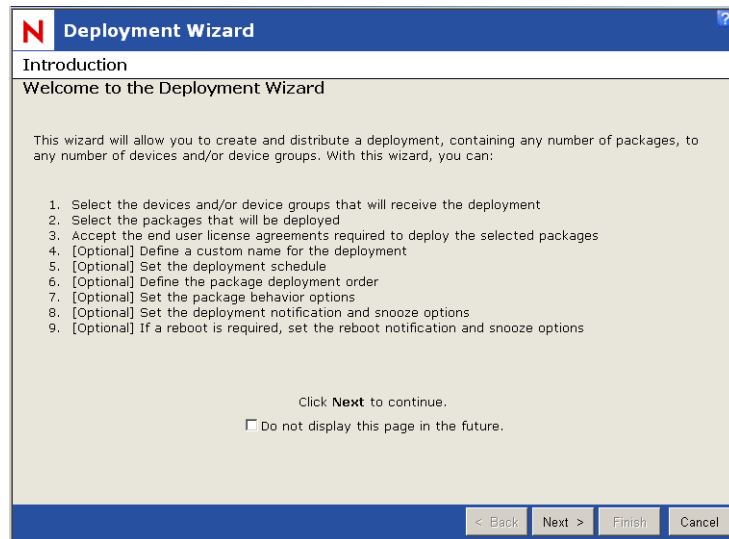 ?
N Deployment Wizard
Introduction
Welcome to the Deployment Wizard
This wizard will allow you to create and distribute a deployment, containing any number of packages, to
any number of devices and/or device groups. With this wizard, you can:
1. Select the devices and/or device groups that will receive the deployment
2. Select the packages that will be deployed
3. Accept the end user license agreements required to deploy the selected packages
4. [Optional] Define a custom name for the deployment
5. [Optional] Set the deployment schedule
6. [Optional] Define the package deployment order
7. [Optional] Set the package behavior options
8. [Optional] Set the deployment notification and snooze options
9. [Optional] If a reboot is required, set the reboot notification and snooze options
Click Next to continue.
Do not display this page in the future.
< Back Next > Finish Cancel